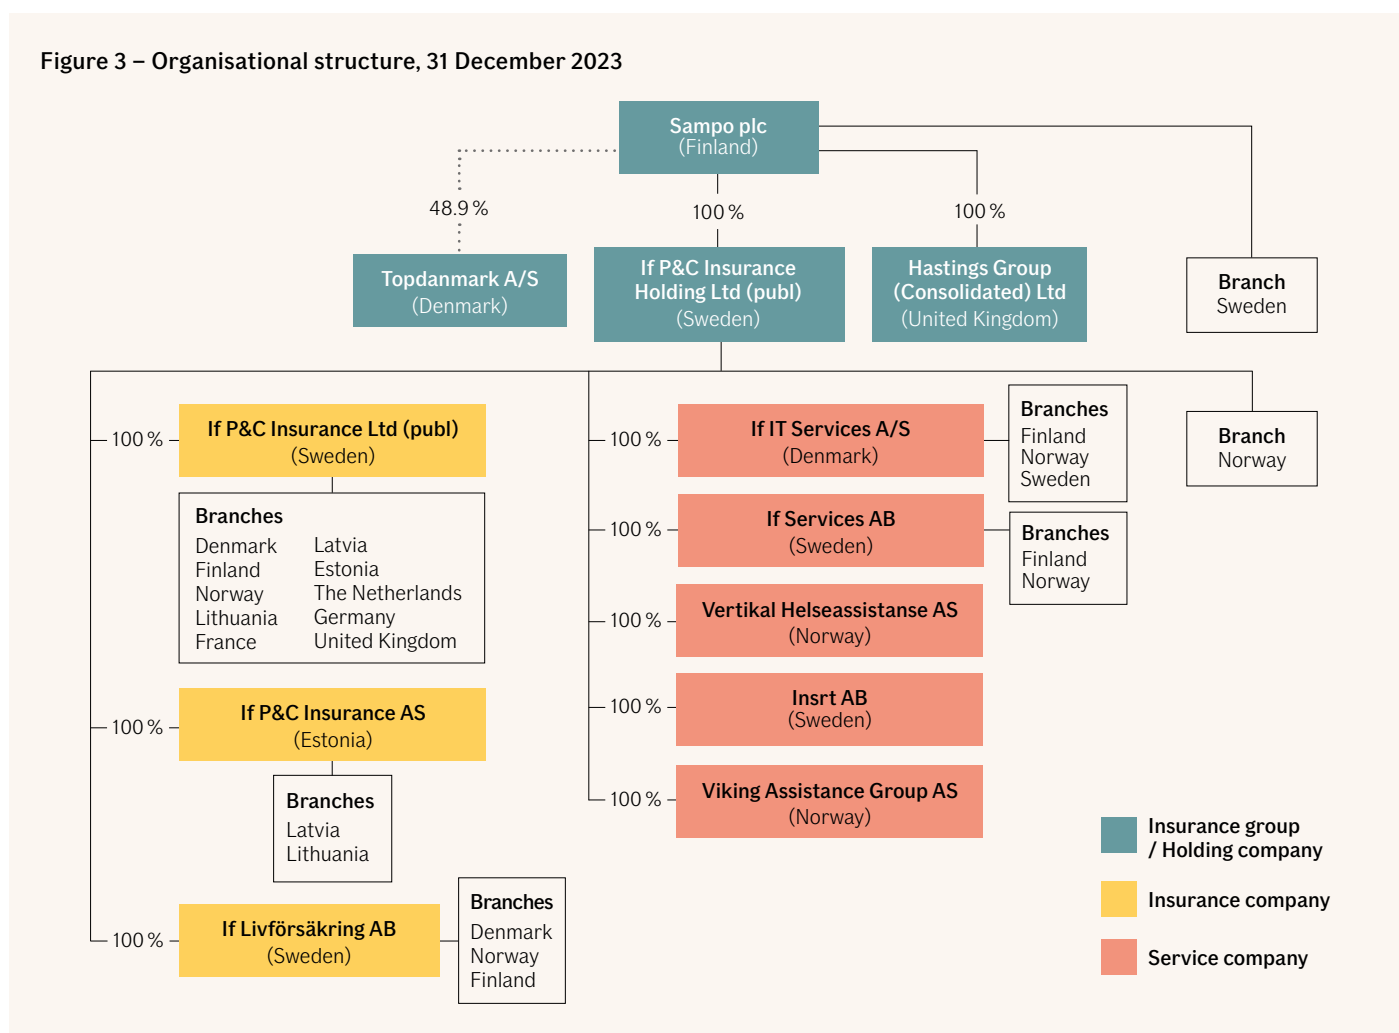 Figure 3 – Organisational structure, 31 December 2023
Sampo plc
(Finland)
48.9 %
100 %
100 %
Topdanmark A/S
(Denmark)
If P&C Insurance
Holding Ltd (publ)
(Sweden)
Hastings Group
(Consolidated) Ltd
(United Kingdom)
Branch
Sweden
100 %
If P&C Insurance Ltd (publ)
(Sweden)
Branches
Denmark
Finland
Norway
Lithuania
France
Latvia
Estonia
The Netherlands
Germany
United Kingdom
100 %
If P&C Insurance AS
(Estonia)
Branches
Latvia
Lithuania
100 %
If Livförsäkring AB
(Sweden)
Branches
Denmark
Norway
Finland
100 %
If IT Services A/S
(Denmark)
Branches
Finland
Norway
Sweden
100 %
If Services AB
(Sweden)
Branches
Finland
Norway
100 %
Vertikal Helseassistanse AS
(Norway)
100 %
Insrt AB
(Sweden)
100 %
Viking Assistance Group AS
(Norway)
Branch
Norway
Insurance group
/ Holding company
Insurance company
Service company